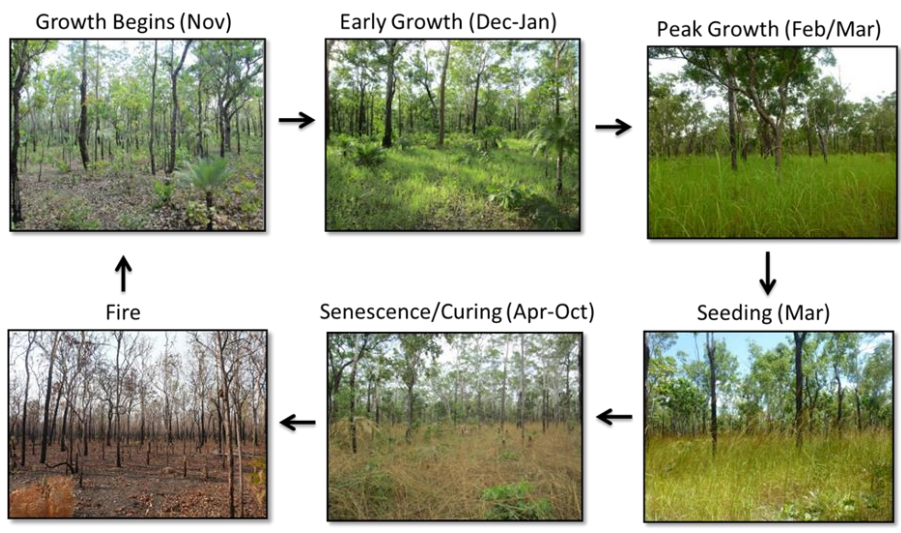 Growth Begins (Nov)
Early Growth (Dec-Jan)
Peak Growth (Feb/Mar)
Fire
Senescence/Curing (Apr-Oct)
Seeding (Mar)